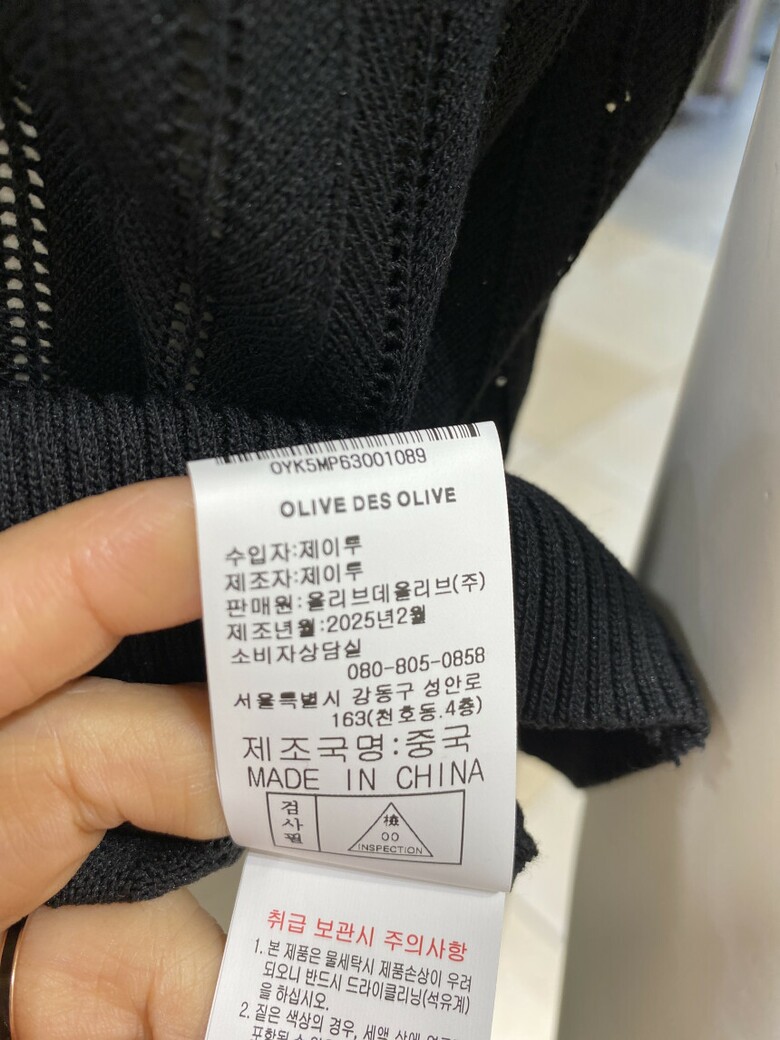 OYK5MP63001089
OLIVE DES OLIVE
수입자:제이투
제조자:제이투
판매원:올리브데올리브(주)
제조년월:2025년2월
소비자상담실
080-805-0858
서울특별시 강동구 성안로
163(천호동.4층)
제조국명:중국
MADE IN CHINA
검사필
檢
00
INSPECTION
취급 보관시 주의사항
1. 본 제품은 물세탁시 제품손상이 우려
되오니 반드시 드라이클리닝(석유계)
을 하십시오.
2. 짙은 색상의 경우, 세액